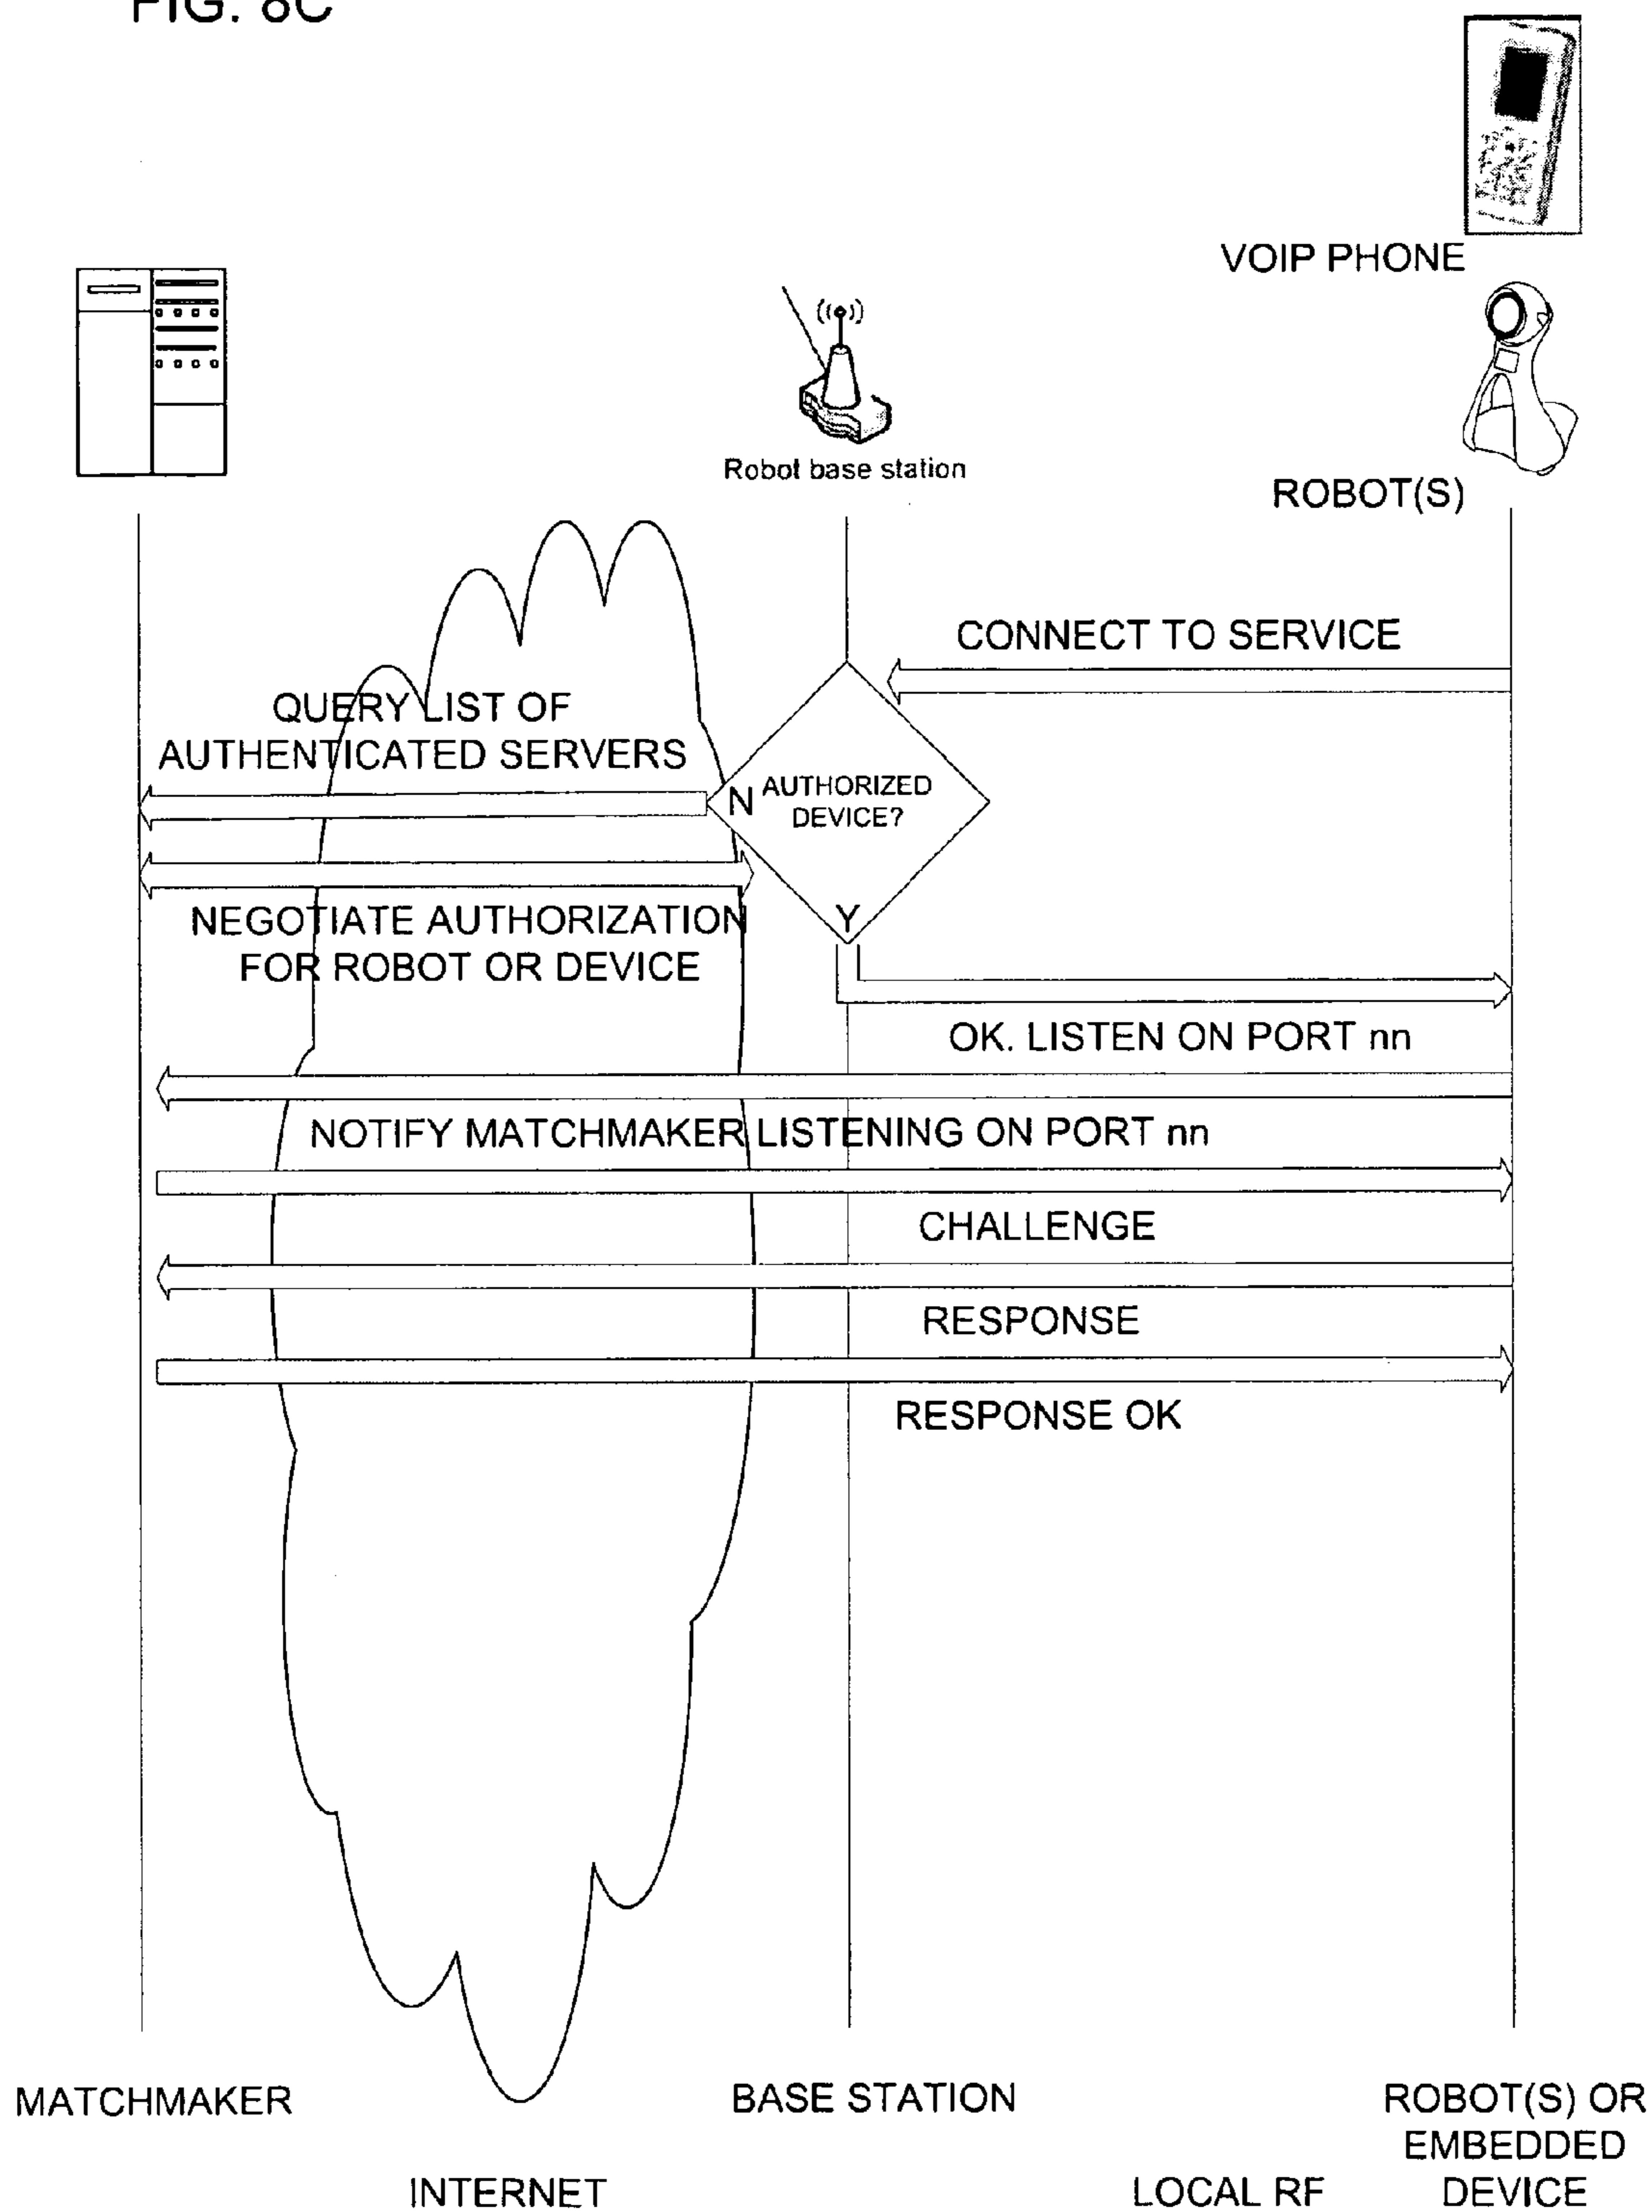 FIG. 8C
VOIP PHONE
Robot base station
ROBOT(S)
CONNECT TO SERVICE
QUERY LIST OF
AUTHENTICATED SERVERS
N
AUTHORIZED
DEVICE?
NEGOTIATE AUTHORIZATION
FOR ROBOT OR DEVICE
Y
OK. LISTEN ON PORT nn
NOTIFY MATCHMAKER LISTENING ON PORT nn
CHALLENGE
RESPONSE
RESPONSE OK
MATCHMAKER
BASE STATION
ROBOT(S) OR
EMBEDDED
DEVICE
INTERNET
LOCAL RF